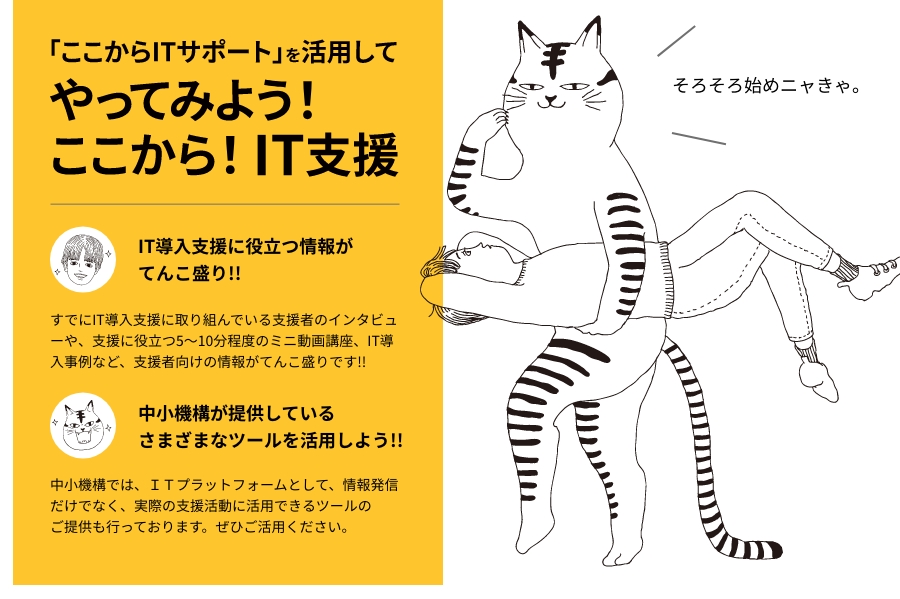 「ここからITサポート」を活用して
やってみよう！
ここから！IT支援
そろそろ始めニャきゃ。
IT導入支援に役立つ情報が
てんこ盛り!!
すでにIT導入支援に取り組んでいる支援者のインタビュ
ーや、支援に役立つ5〜10分程度のミニ動画講座、IT導
入事例など、支援者向けの情報がてんこ盛りです!!
中小機構が提供している
さまざまなツールを活用しよう!!
中小機構では、ＩＴプラットフォームとして、情報発信
だけでなく、実際の支援活動に活用できるツールの
ご提供も行っております。ぜひご活用ください。